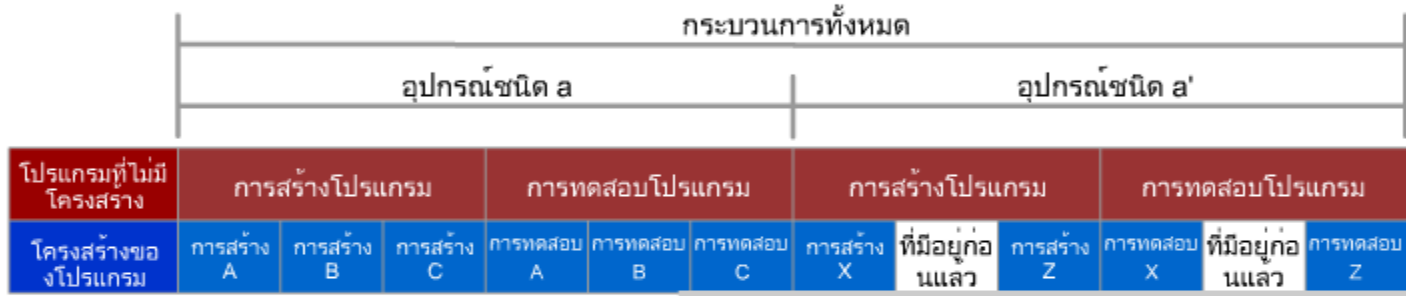 กระบวนการทั้งหมด
อุปกรณ์ชนิด a
อุปกรณ์ชนิด a'
โปรแกรมที่ไม่มี
โครงสร้าง
การสร้างโปรแกรม
การทดสอบโปรแกรม
การสร้างโปรแกรม
การทดสอบโปรแกรม
โครงสร้างขอ
งโปรแกรม
การสร้าง
A
การสร้าง
B
การสร้าง
C
การทดสอบ
A
การทดสอบ
B
การทดสอบ
C
การสร้าง
X
ที่มีอยู่ก่อ
นแล้ว
การสร้าง
Z
การทดสอบ
X
ที่มีอยู่ก่อ
นแล้ว
การทดสอบ
Z